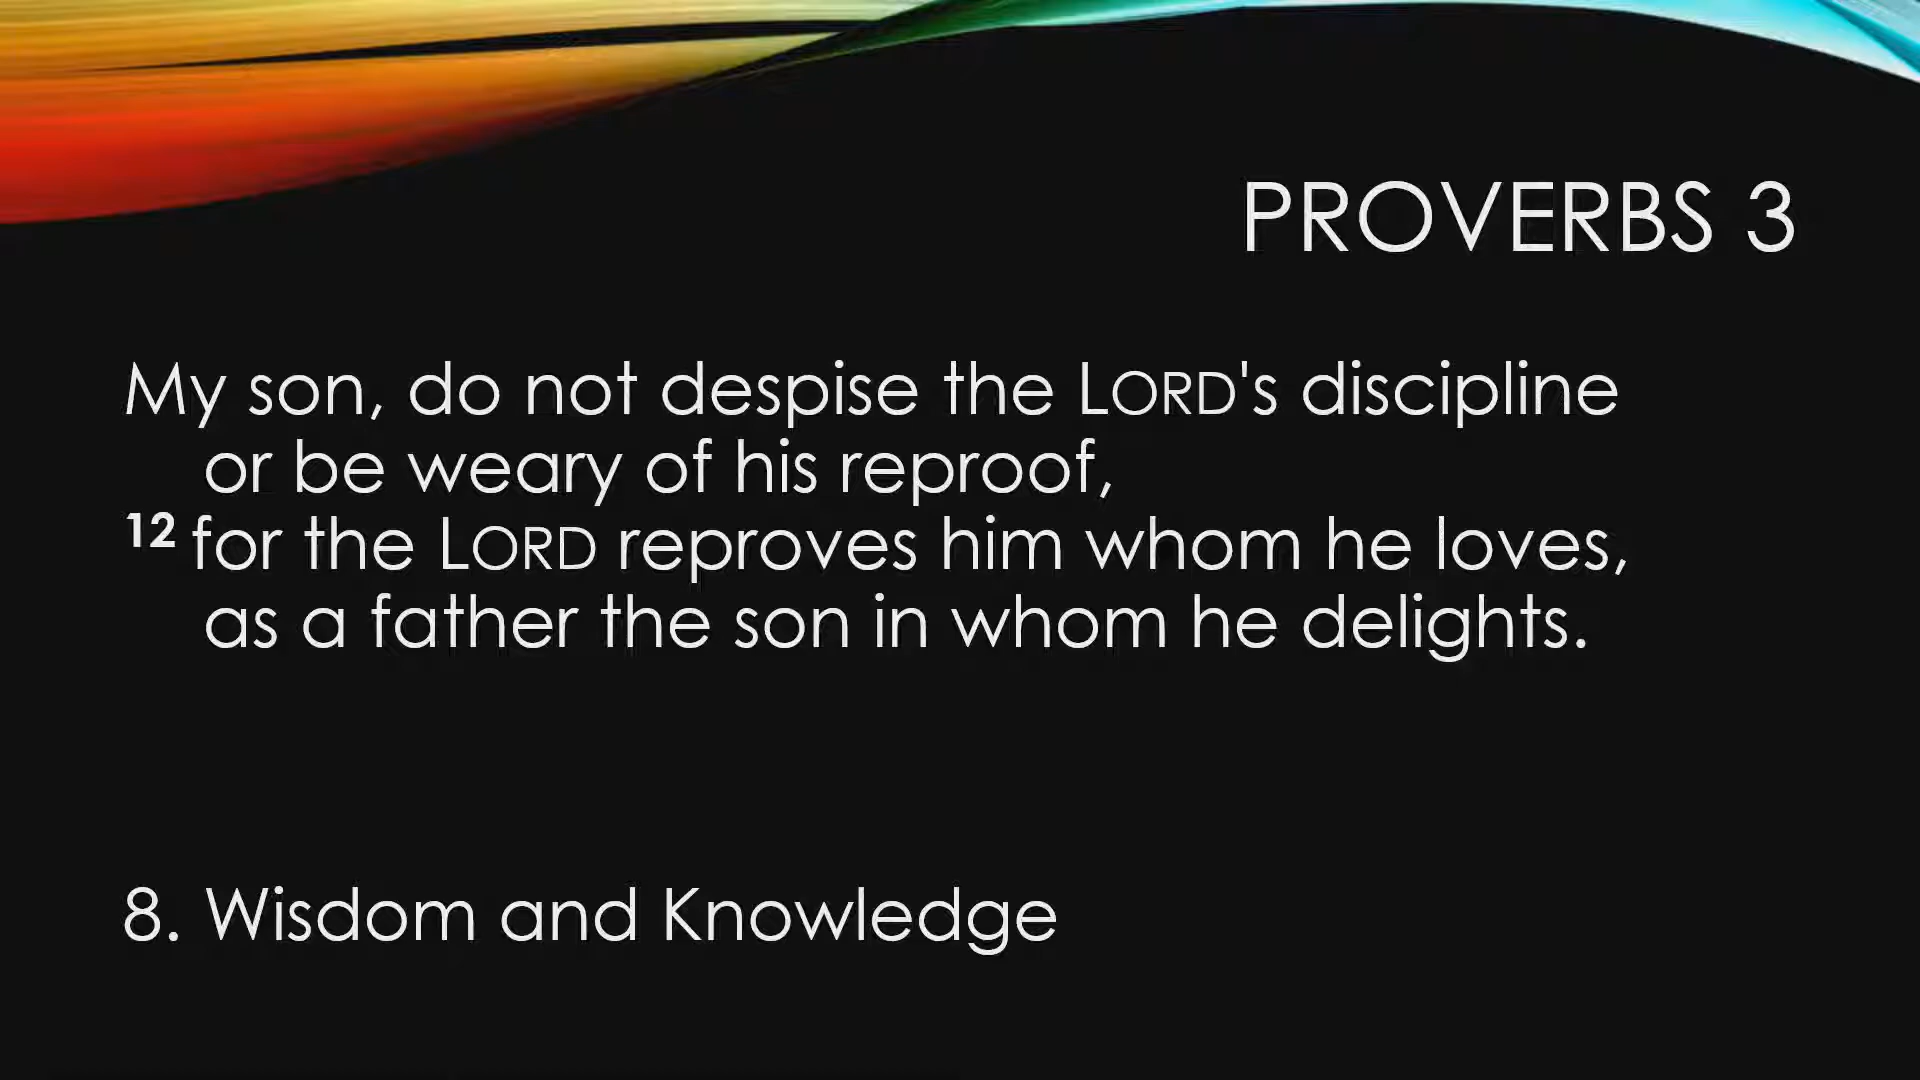 PROVERBS 3
My son, do not despise the LORD's discipline
or be weary of his reproof,
12 for the LORD reproves him whom he loves,
as a father the son in whom he delights.
8. Wisdom and Knowledge